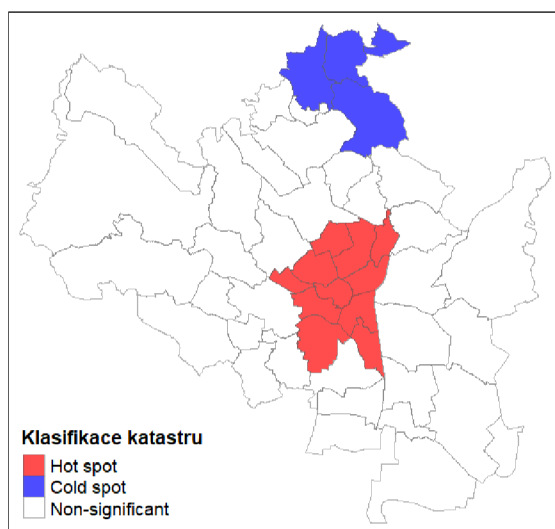 Klasifikace katastru
Hot spot
Cold spot
Non-significant